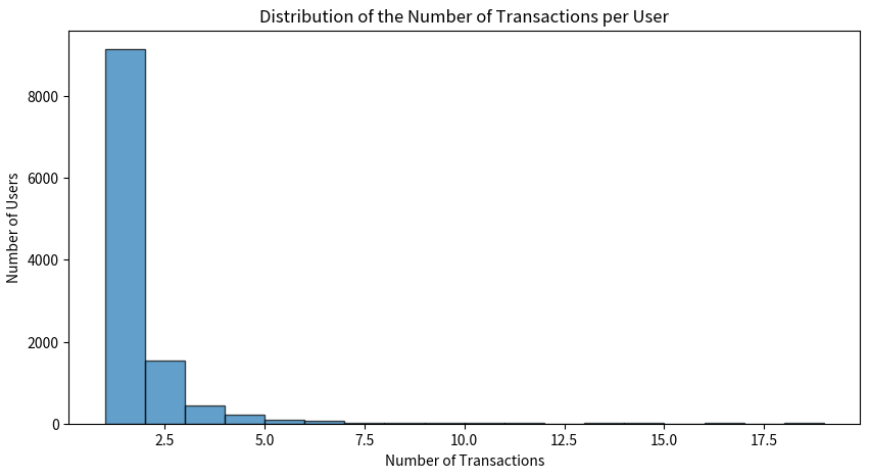 Distribution of the Number of Transactions per User
Number of Users
8000
6000
4000
2000
0
2.5 5.0 7.5 10.0 12.5 15.0 17.5
Number of Transactions